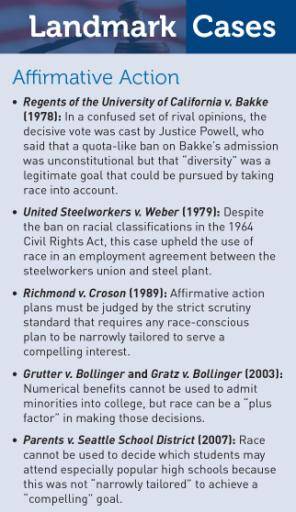 Landmark Cases
Affirmative Action
• Regents of the University of California v. Bakke
(1978): In a confused set of rival opinions, the
decisive vote was cast by Justice Powell, who
said that a quota-like ban on Bakke's admission
was unconstitutional but that "diversity" was a
legitimate goal that could be pursued by taking
race into account.
• United Steelworkers v. Weber (1979): Despite
the ban on racial classifications in the 1964
Civil Rights Act, this case upheld the use of
race in an employment agreement between the
steelworkers union and steel plant.
• Richmond v. Croson (1989): Affirmative action
plans must be judged by the strict scrutiny
standard that requires any race-conscious
plan to be narrowly tailored to serve a
compelling interest.
• Grutter v. Bollinger and Gratz v. Bollinger (2003):
Numerical benefits cannot be used to admit
minorities into college, but race can be a "plus
factor" in making those decisions.
• Parents v. Seattle School District (2007): Race
cannot be used to decide which students may
attend especially popular high schools because
this was not "narrowly tailored" to achieve a
"compelling" goal.